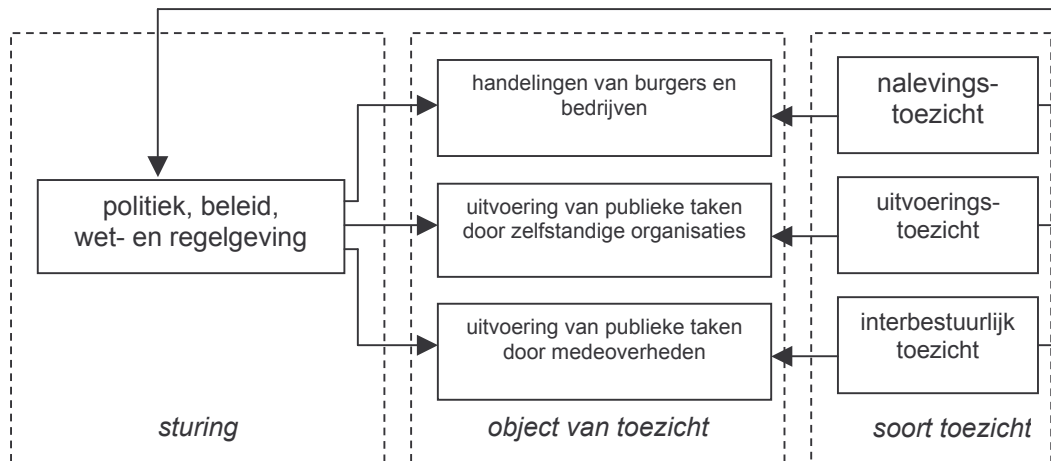 politiek, beleid,
wet- en regelgeving
sturing
handelingen van burgers en
bedrijven
uitvoering van publieke taken
door zelfstandige organisaties
uitvoering van publieke taken
door medeoverheden
object van toezicht
nalevings-
toezicht
uitvoerings-
toezicht
interbestuurlijk
toezicht
soort toezicht